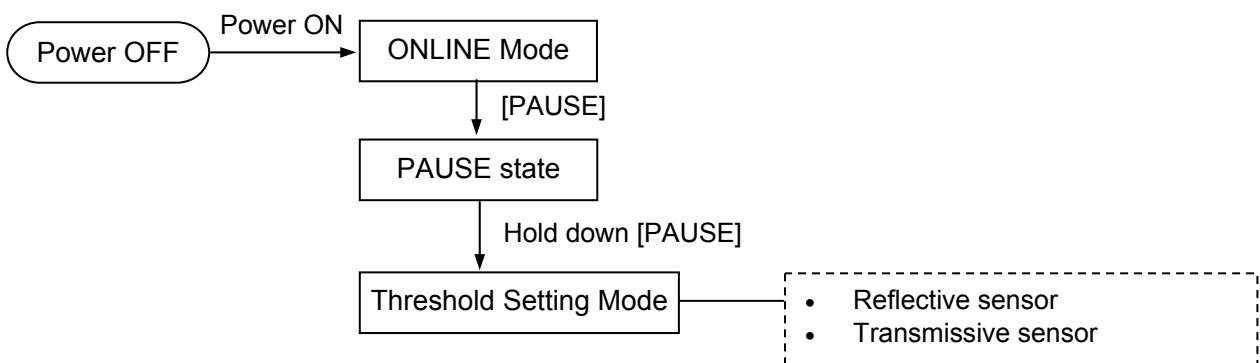 Power OFF
Power ON
ONLINE Mode
[PAUSE]
PAUSE state
Hold down [PAUSE]
Threshold Setting Mode
• Reflective sensor
• Transmissive sensor